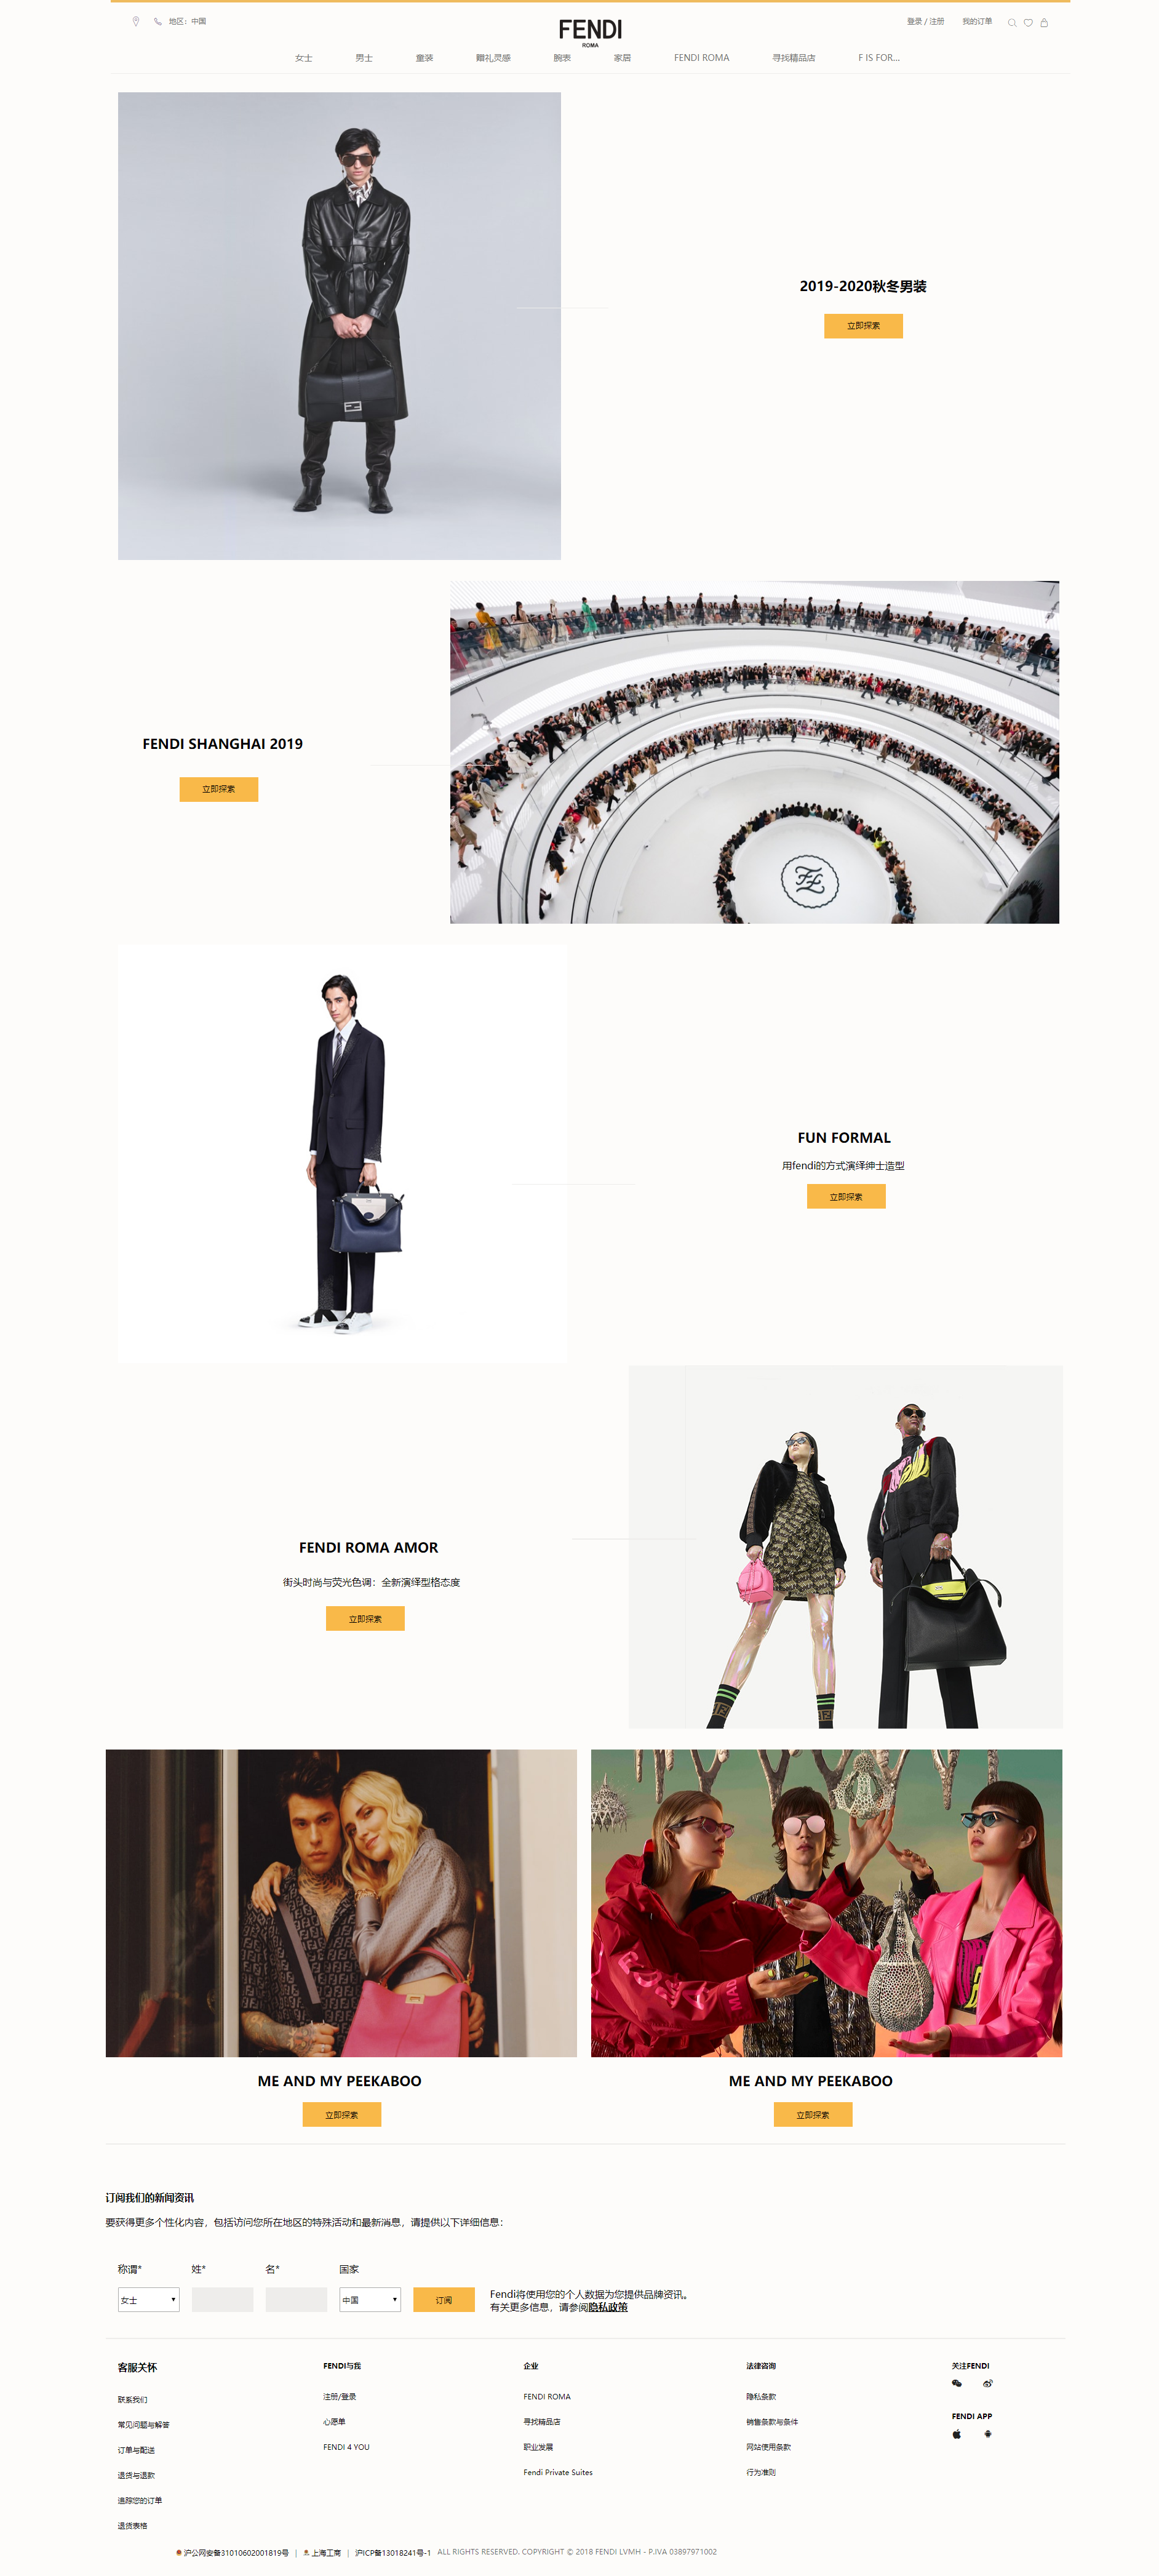 地区：中国
FENDI
ROMA
登录 / 注册 我的订单
女士 男士 童装 赠礼灵感 腕表 家居 FENDI ROMA 寻找精品店 F IS FOR...
2019-2020秋冬男装
立即探索
FENDI SHANGHAI 2019
立即探索
FUN FORMAL
用fendi的方式演绎绅士造型
立即探索
FENDI ROMA AMOR
街头时尚与荧光色调：全新演绎型格态度
立即探索
ME AND MY PEEKABOO
立即探索
ME AND MY PEEKABOO
立即探索
订阅我们的新闻资讯
要获得更多个性化内容，包括访问您所在地区的特殊活动和最新消息，请提供以下详细信息：
称谓* 姓* 名* 国家
女士 中国 订阅
Fendi将使用您的个人数据为您提供品牌资讯。
有关更多信息，请参阅隐私政策
客服关怀
联系我们
常见问题与解答
订单与配送
退货与退款
追踪您的订单
退货表格
FENDI与我
注册/登录
心愿单
FENDI 4 YOU
企业
FENDI ROMA
寻找精品店
职业发展
Fendi Private Suites
法律咨询
隐私条款
销售条款与条件
网站使用条款
行为准则
关注FENDI
FENDI APP
沪公网安备31010602001819号 | 上海工商 | 沪ICP备13018241号-1 ALL RIGHTS RESERVED. COPYRIGHT © 2018 FENDI LVMH - P.IVA 03897971002